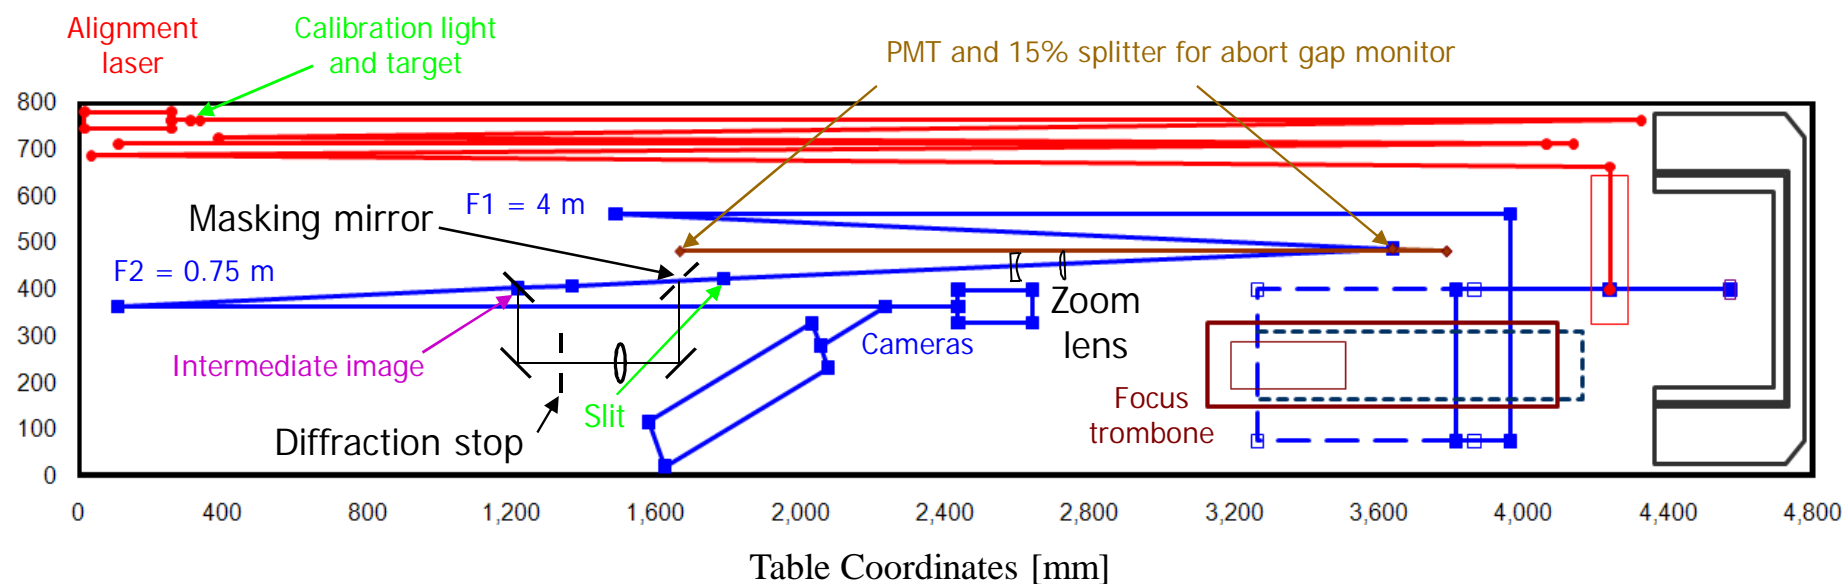 Alignment
laser
Calibration light
and target
PMT and 15% splitter for abort gap monitor
800
700
600
500
400
300
200
100
0
F1 = 4 m
Masking mirror
F2 = 0.75 m
Zoom
lens
Cameras
Intermediate image
Slit
Focus
trombone
Diffraction stop
0
400
800
1,200
1,600
2,000
2,400
2,800
3,200
3,600
4,000
4,400
4,800
Table Coordinates [mm]